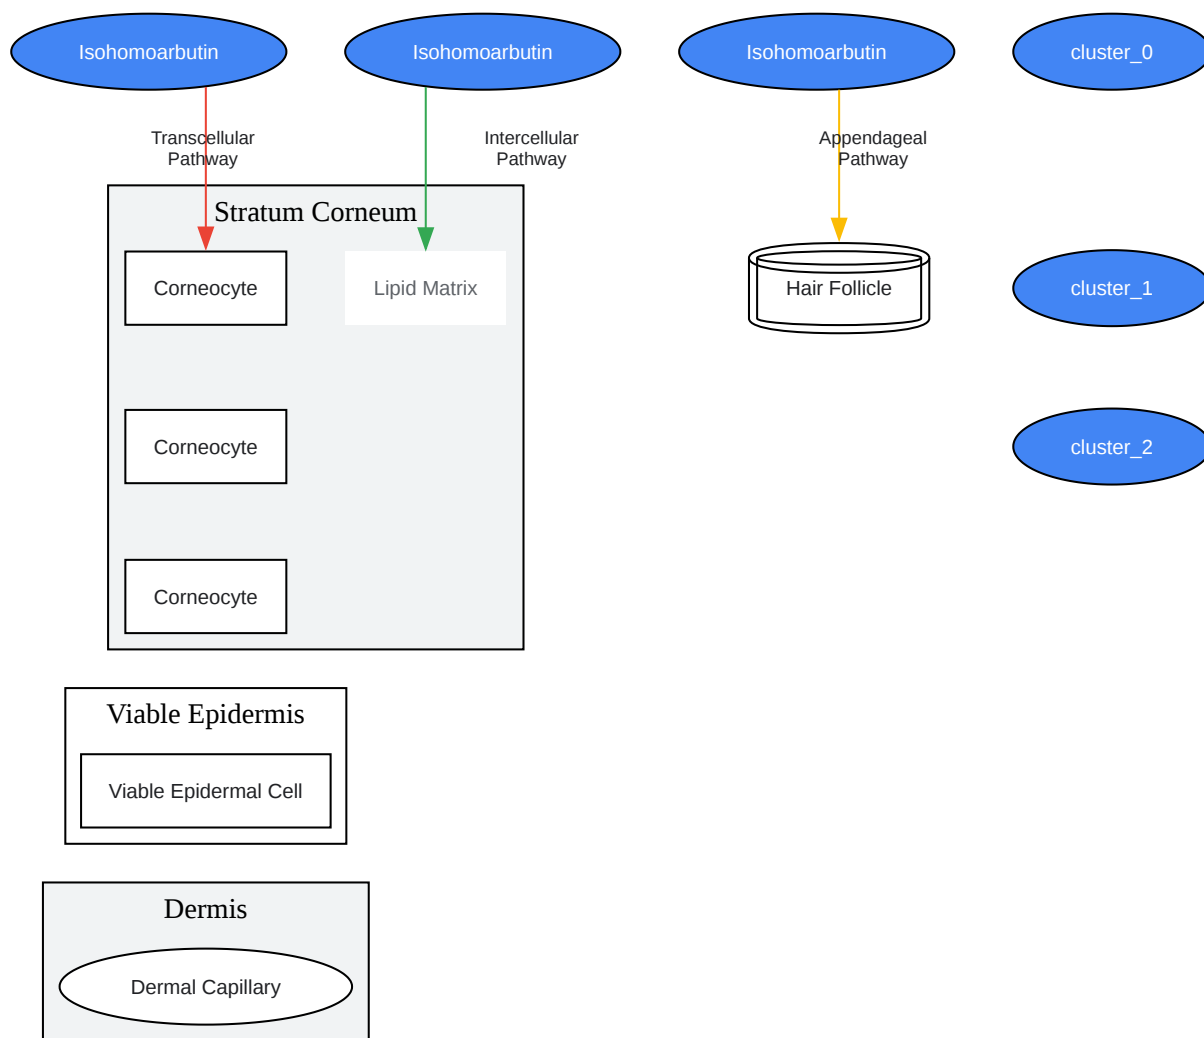 Isohomoarbutin
Isohomoarbutin
Isohomoarbutin
cluster_0
Transcellular
Pathway
Intercellular
Pathway
Appendageal
Pathway
Stratum Corneum
Corneocyte
Lipid Matrix
Hair Follicle
cluster_1
Corneocyte
cluster_2
Corneocyte
Viable Epidermis
Viable Epidermal Cell
Dermis
Dermal Capillary